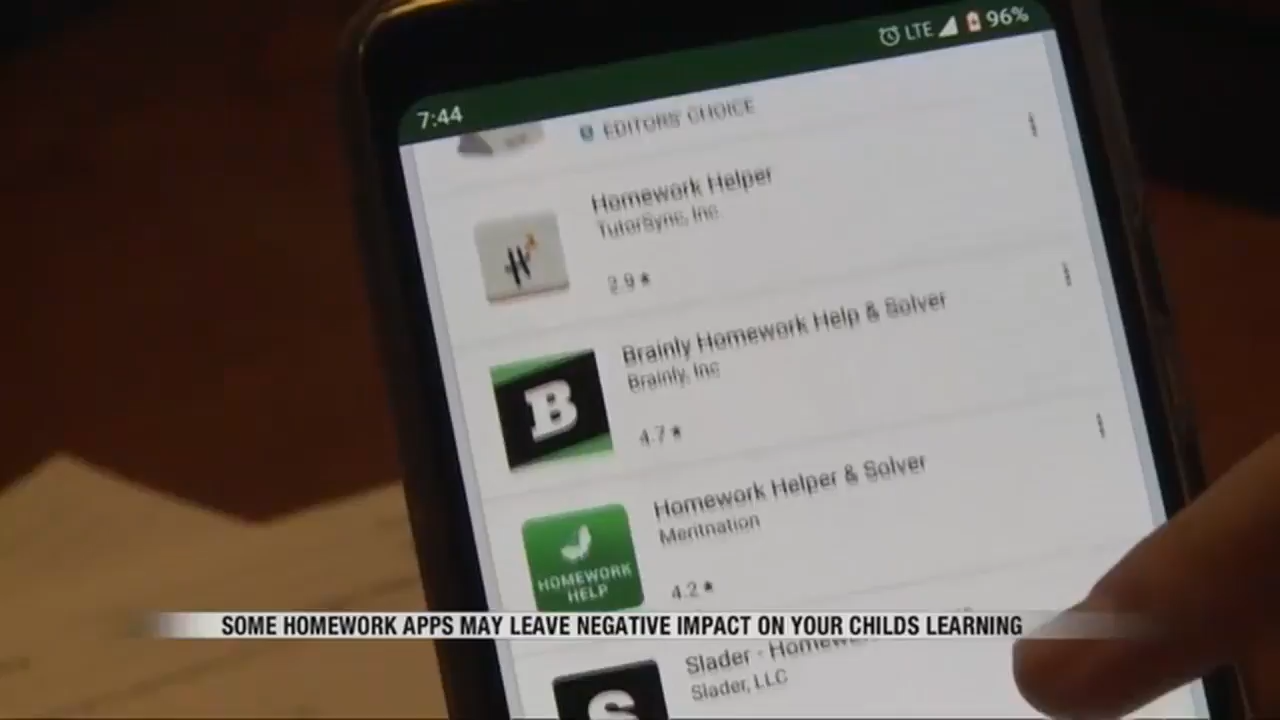 7:44
LTE 96%
EDITORS' CHOICE
Homework Helper
TutorSync, Inc
2.9 ★
Brainly Homework Help & Solver
Brainly, Inc
4.7 ★
B
Homework Helper & Solver
Meritnation
HOMEWORK
HELP
4.2 ★
SOME HOMEWORK APPS MAY LEAVE NEGATIVE IMPACT ON YOUR CHILDS LEARNING
Slader -
Slader, LLC
S